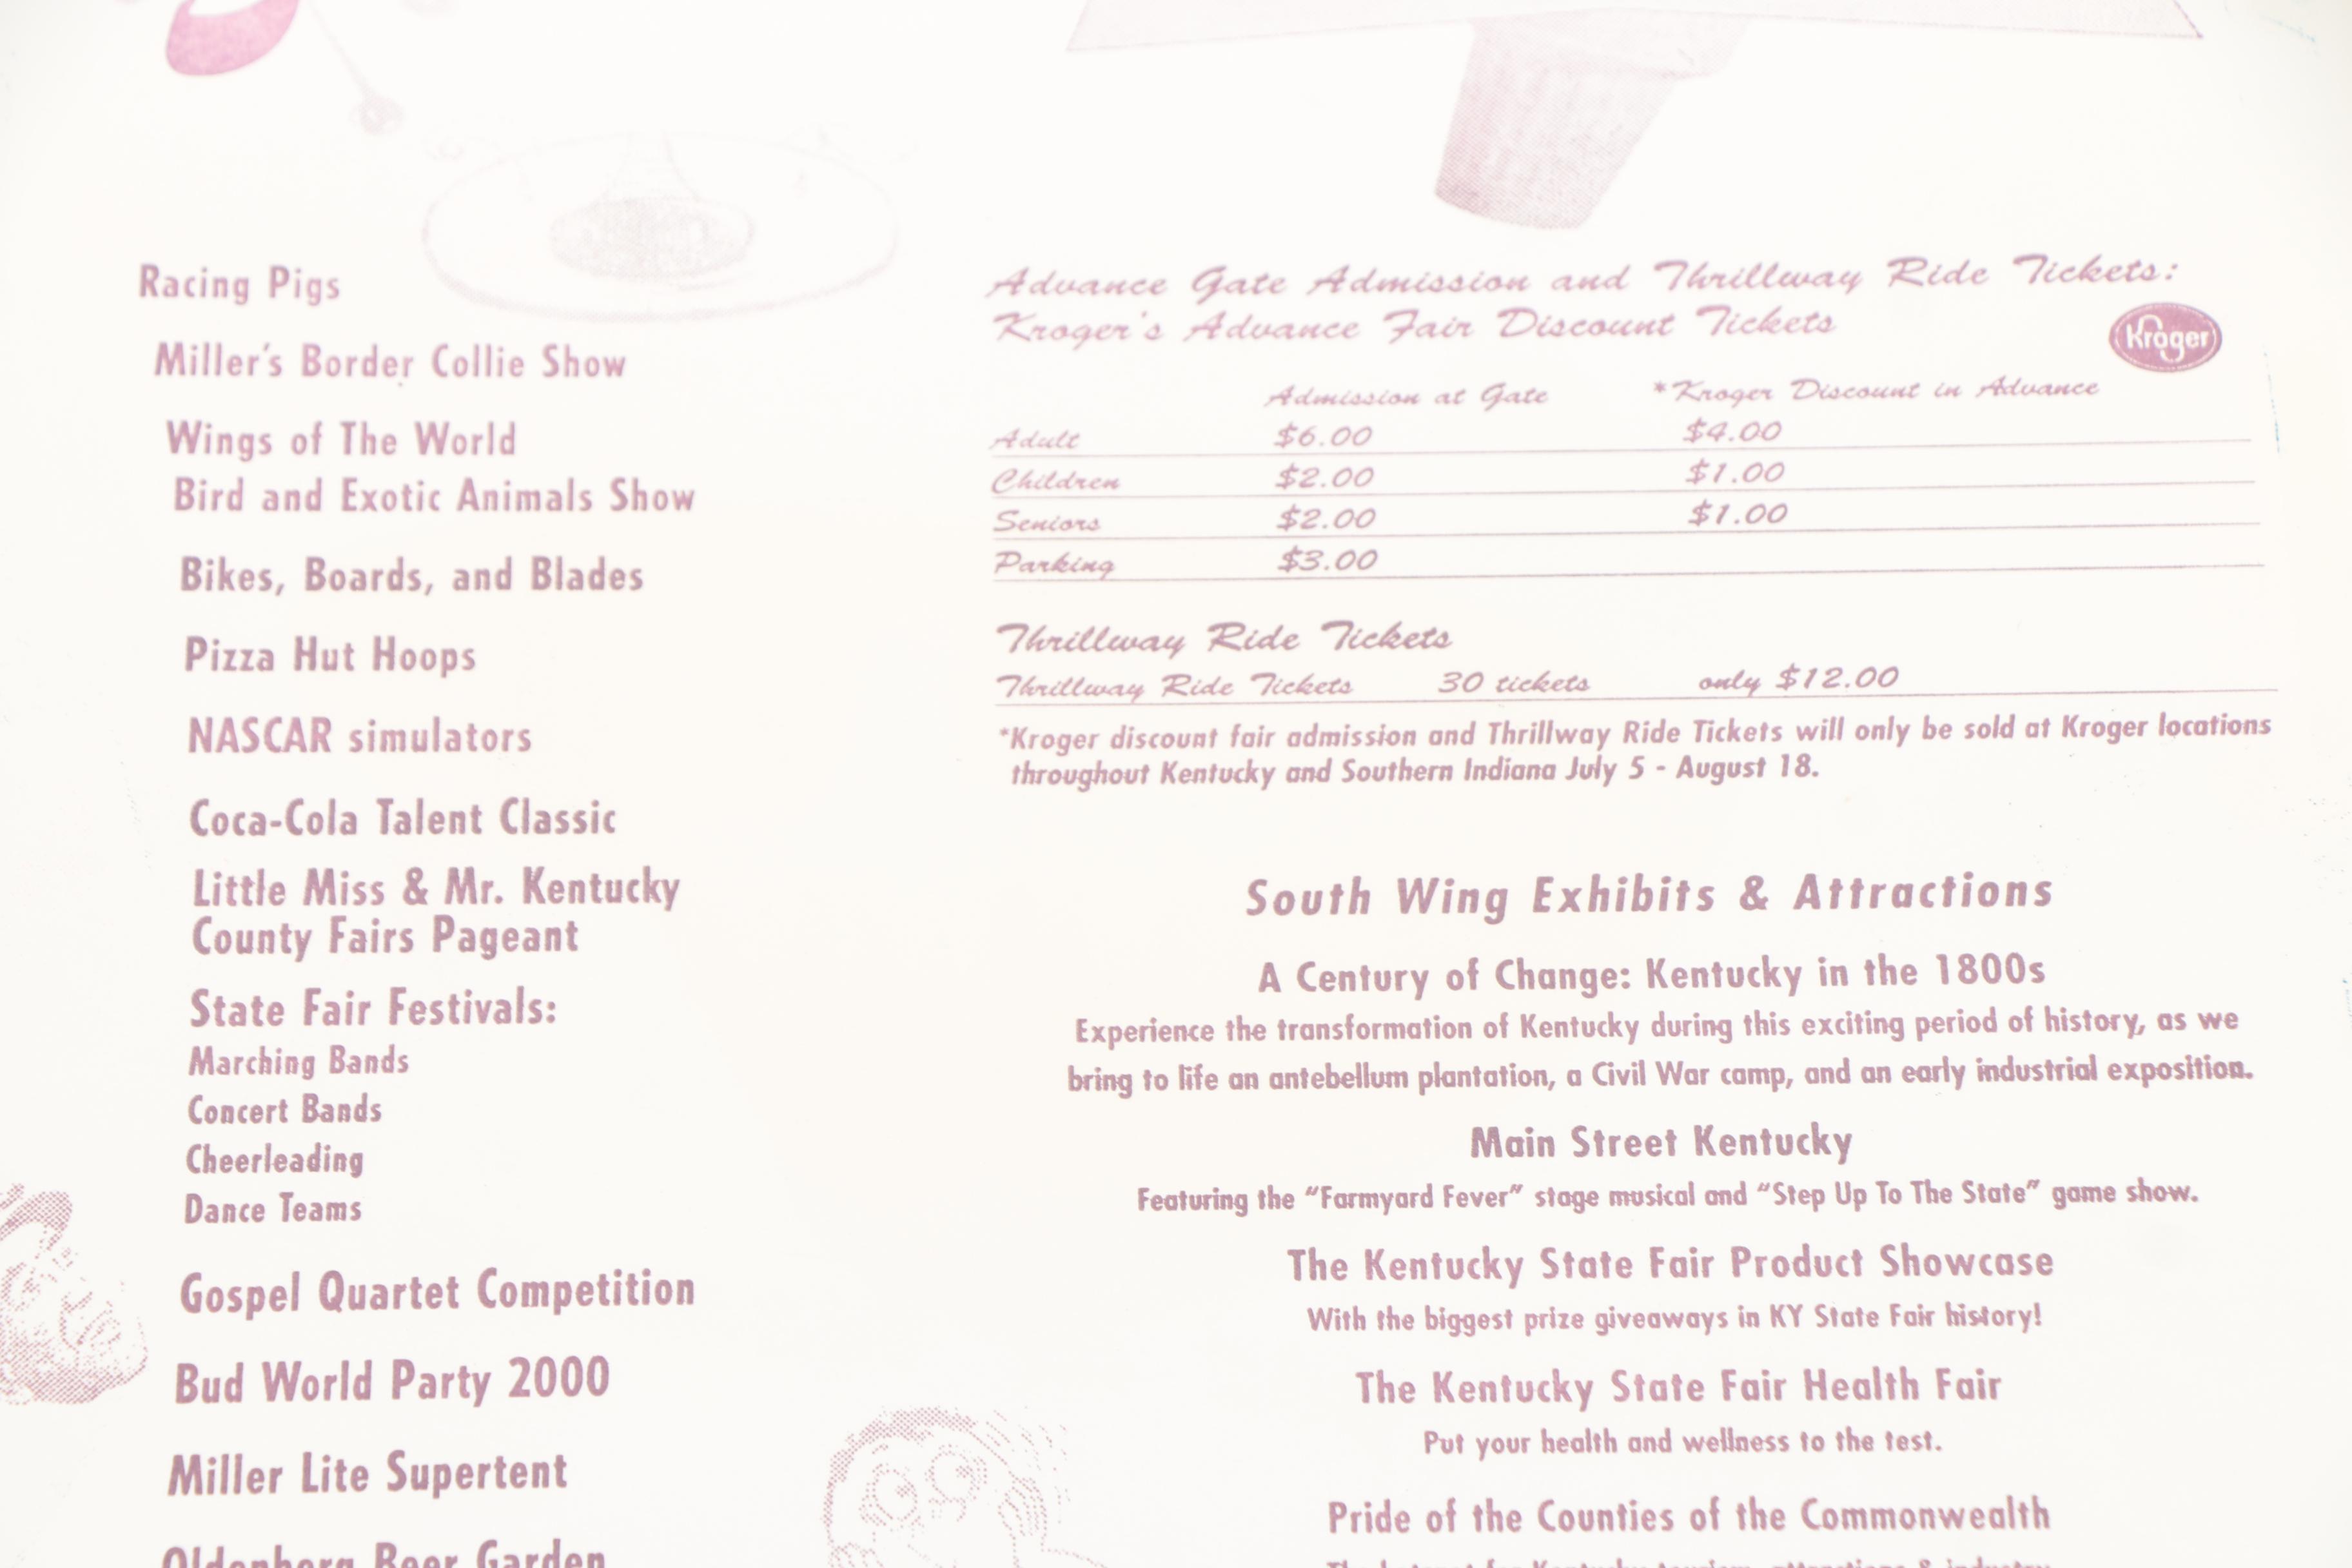 Racing Pigs
Miller's Border Collie Show
Wings of The World
Bird and Exotic Animals Show
Bikes, Boards, and Blades
Pizza Hut Hoops
NASCAR simulators
Coca-Cola Talent Classic
Little Miss & Mr. Kentucky
County Fairs Pageant
State Fair Festivals:
Marching Bands
Concert Bands
Cheerleading
Dance Teams
Gospel Quartet Competition
Bud World Party 2000
Miller Lite Supertent
Oldenberg Beer Garden
Advance Gate Admission and Thrillway Ride Tickets:
Kroger's Advance Fair Discount Tickets
Kroger
Admission at Gate *Kroger Discount in Advance
Adult $6.00 $4.00
Children $2.00 $1.00
Seniors $2.00 $1.00
Parking $3.00
Thrillway Ride Tickets
Thrillway Ride Tickets 30 tickets only $12.00
*Kroger discount fair admission and Thrillway Ride Tickets will only be sold at Kroger locations
throughout Kentucky and Southern Indiana July 5 - August 18.
South Wing Exhibits & Attractions
A Century of Change: Kentucky in the 1800s
Experience the transformation of Kentucky during this exciting period of history, as we
bring to life an antebellum plantation, a Civil War camp, and an early industrial exposition.
Main Street Kentucky
Featuring the "Farmyard Fever" stage musical and "Step Up To The State" game show.
The Kentucky State Fair Product Showcase
With the biggest prize giveaways in KY State Fair history!
The Kentucky State Fair Health Fair
Put your health and wellness to the test.
Pride of the Counties of the Commonwealth